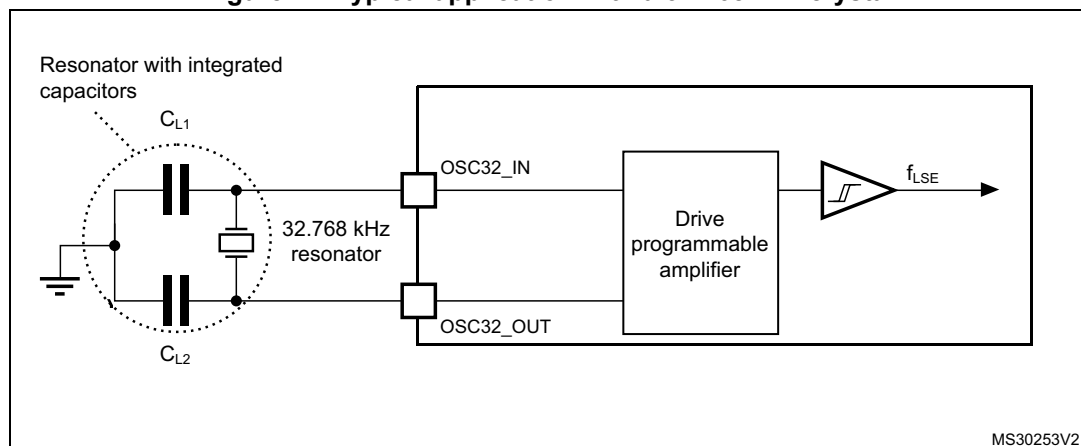 Resonator with integrated
capacitors
CL1
OSC32_IN
fLSE
32.768 kHz
resonator
Drive
programmable
amplifier
OSC32_OUT
CL2
MS30253V2